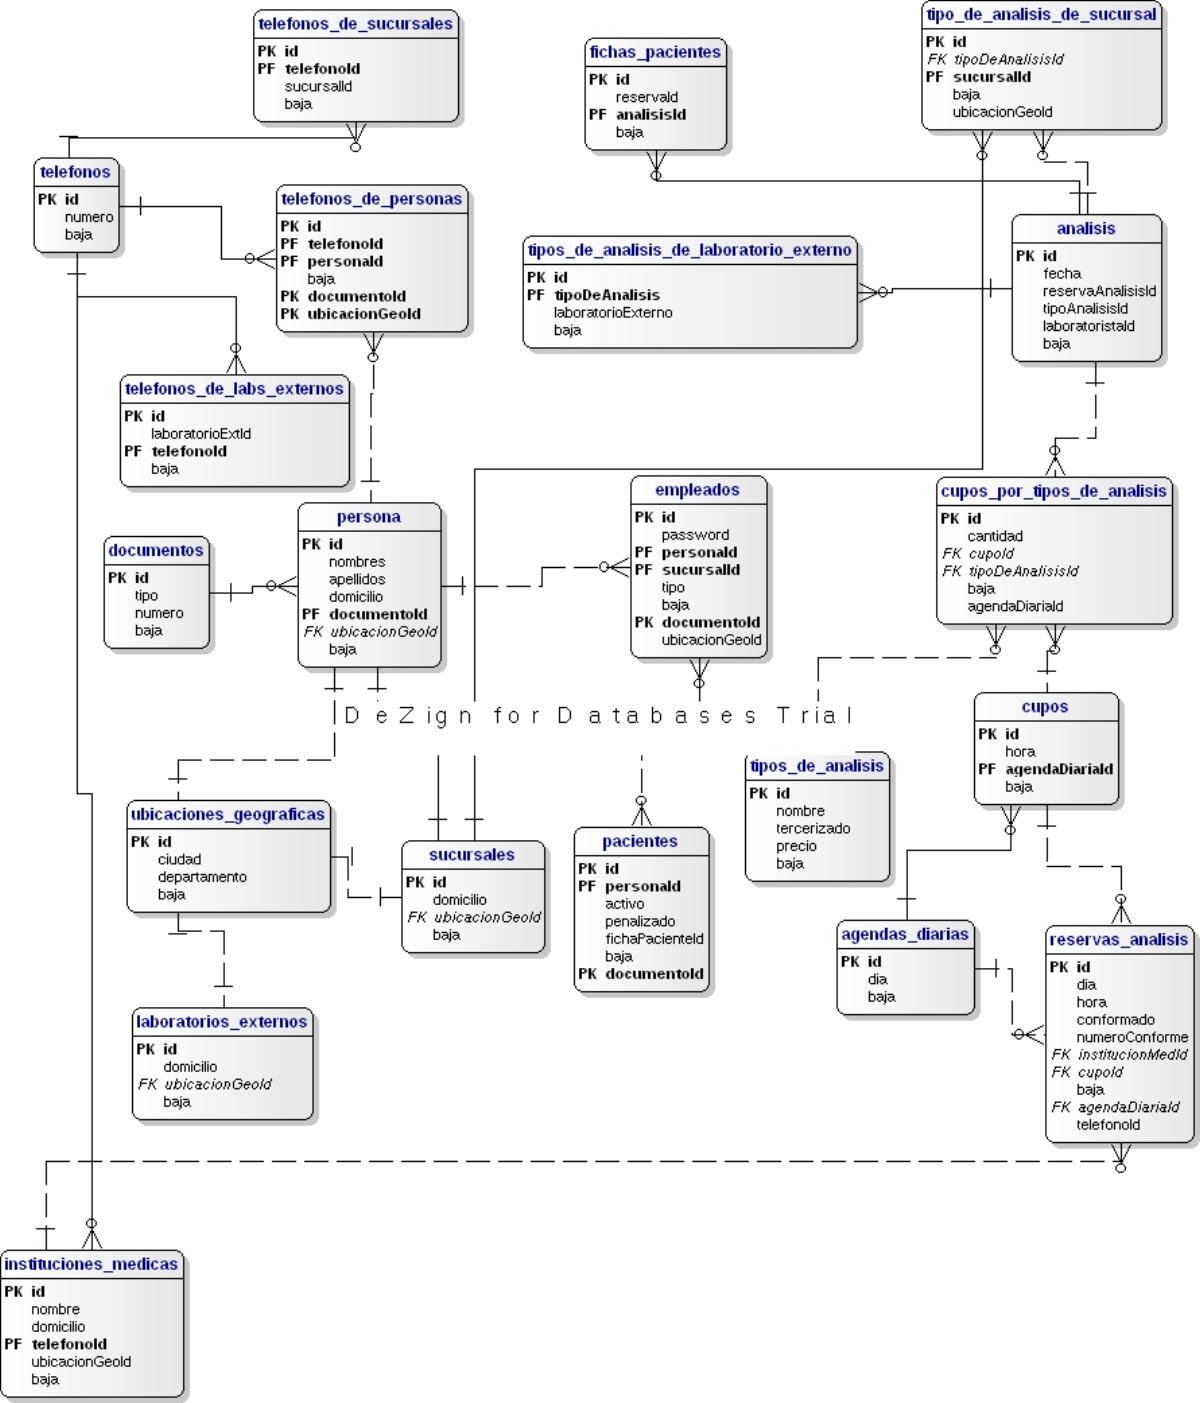 telefonos_de_sucursales
PK id
PF telefonoId
sucursalId
baja
fichas_pacientes
PK id
reservaId
PF analisisId
baja
tipo_de_analisis_de_sucursal
PK id
FK tipoDeAnalisisId
PF sucursalId
baja
ubicacionGeoId
telefonos
PK id
numero
baja
telefonos_de_personas
PK id
PF telefonoId
PF personaId
baja
PK documentoId
PK ubicacionGeoId
tipos_de_analisis_de_laboratorio_externo
PK id
PF tipoDeAnalisis
laboratorioExterno
baja
analisis
PK id
fecha
reservaAnalisisId
tipoAnalisisId
laboratoristaId
baja
telefonos_de_labs_externos
PK id
laboratorioExtId
PF telefonoId
baja
documentos
PK id
tipo
numero
baja
persona
PK id
nombres
apellidos
domicilio
PF documentoId
FK ubicacionGeoId
baja
empleados
PK id
password
PF personaId
PF sucursalId
tipo
baja
PK documentoId
ubicacionGeoId
cupos_por_tipos_de_analisis
PK id
cantidad
FK cupoId
FK tipoDeAnalisisId
baja
agendaDiariaId
DeZign for Databases Trial
cupos
PK id
hora
PF agendaDiariaId
baja
ubicaciones_geograficas
PK id
ciudad
departamento
baja
sucursales
PK id
domicilio
FK ubicacionGeoId
baja
pacientes
PK id
PF personaId
activo
penalizado
fichaPacienteId
baja
PK documentoId
tipos_de_analisis
PK id
nombre
tercerizado
precio
baja
agendas_diarias
PK id
dia
baja
reservas_analisis
PK id
dia
hora
conformado
numeroConforme
FK institucionMedId
FK cupoId
baja
FK agendaDiariaId
telefonoId
laboratorios_externos
PK id
domicilio
FK ubicacionGeoId
baja
instituciones_medicas
PK id
nombre
domicilio
PF telefonoId
ubicacionGeoId
baja